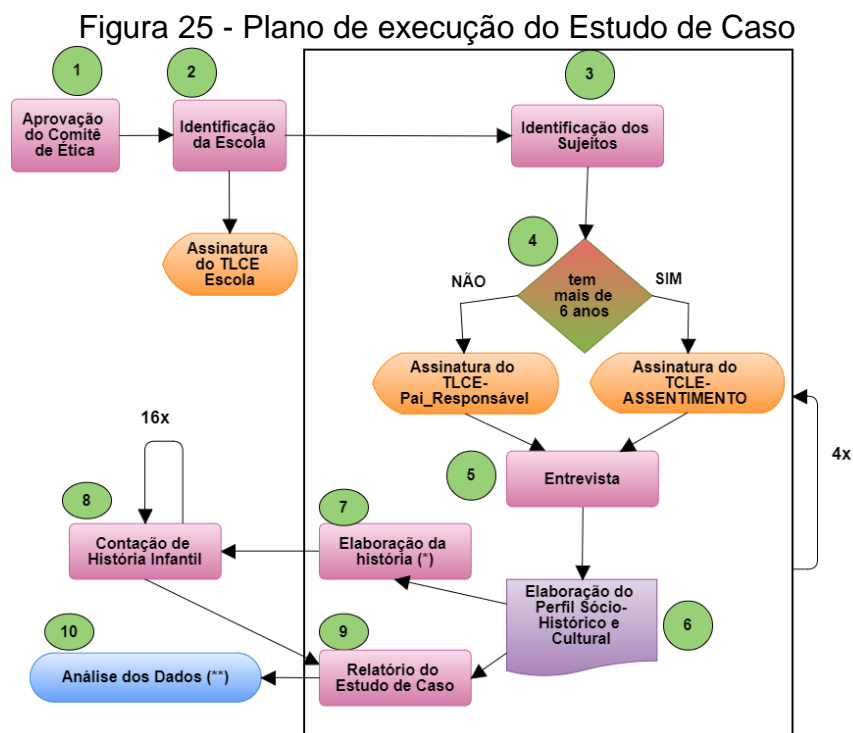 Figura 25 - Plano de execução do Estudo de Caso
1
2
3
Aprovação
do Comitê
de Ética
Identificação
da Escola
Identificação dos
Sujeitos
Assinatura
do TLCE
Escola
4
NÃO
tem
mais de
6 anos
SIM
Assinatura do
TLCE-
Pai_Responsável
Assinatura do
TCLE-
ASSENTIMENTO
16x
4x
5
Entrevista
8
7
Contação de
História Infantil
Elaboração da
história (*)
Elaboração do
Perfil Sócio-
Histórico e
Cultural
6
10
9
Análise dos Dados (**)
Relatório do
Estudo de Caso